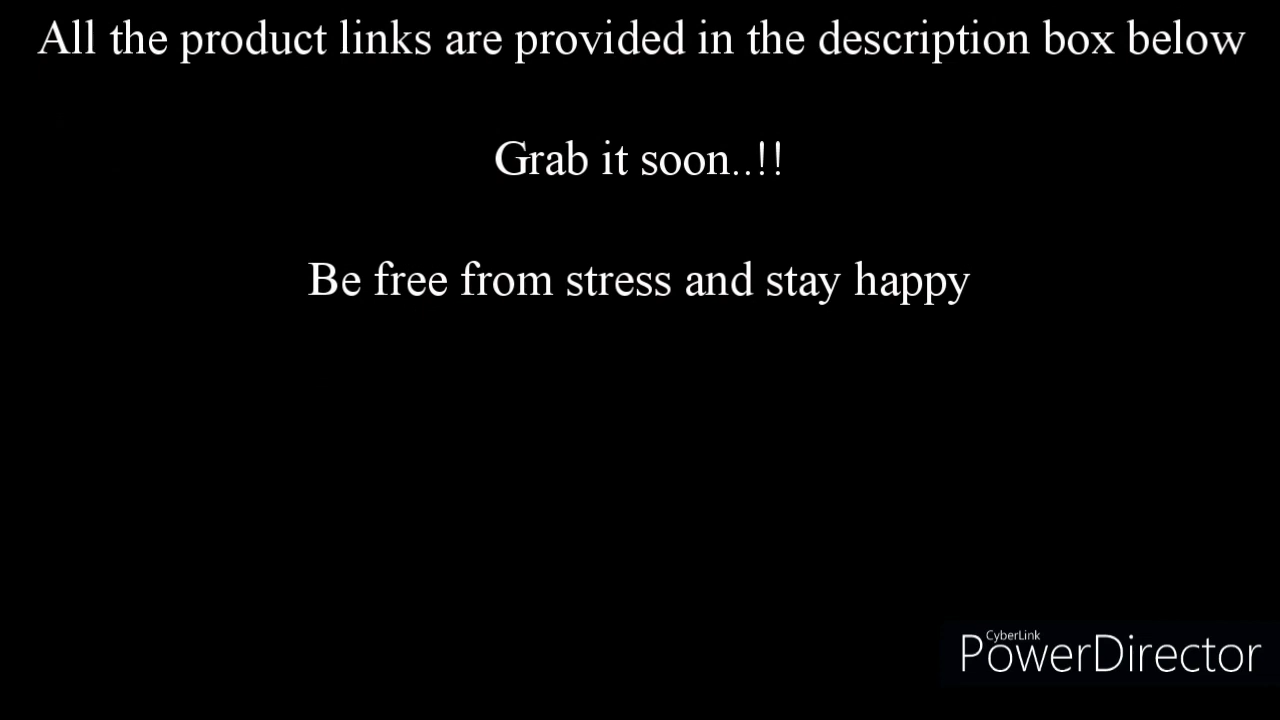 All the product links are provided in the description box below
Grab it soon..!!
Be free from stress and stay happy
CyberLink
PowerDirector